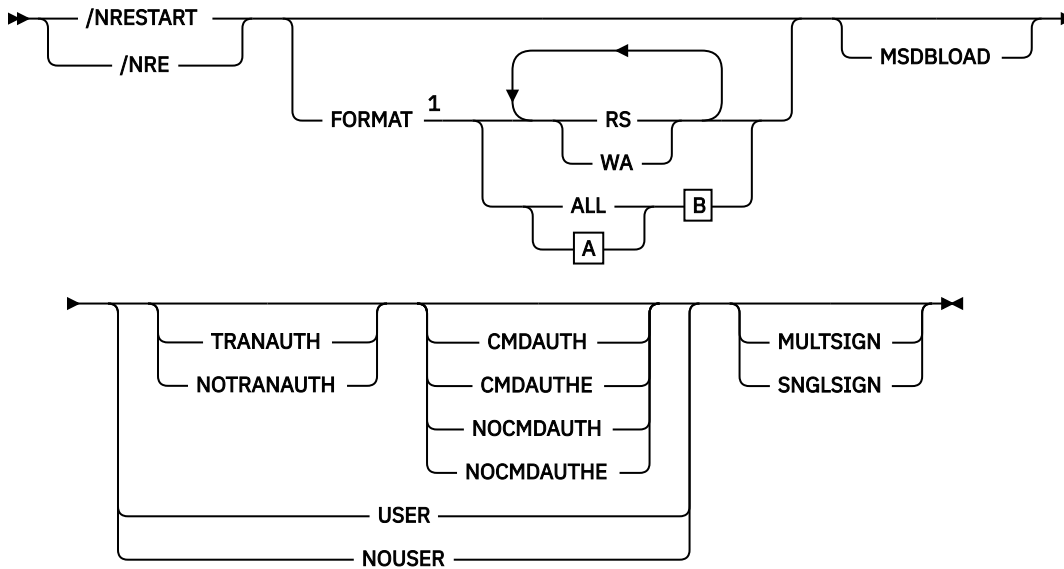 /NRESTART
/NRE
MSDBLOAD
FORMAT 1
RS
WA
ALL
B
A
TRANAUTH
NOTRANAUTH
CMDAUTH
CMDAUTHE
NOCMDAUTH
NOCMDAUTHE
MULTSIGN
SNGLSIGN
USER
NOUSER